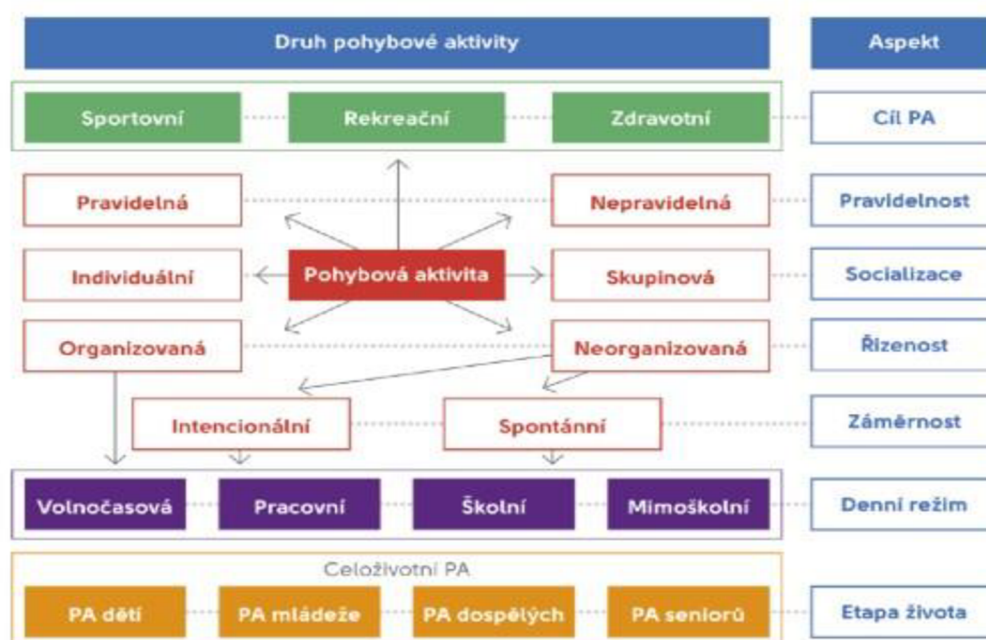 Druh pohybové aktivity Aspekt
Sportovní Rekreační Zdravotní Cíl PA
Pravidelná Nepravidelná Pravidelnost
Individuální Pohybová aktivita Skupinová Socializace
Organizovaná Neorganizovaná Řízenost
Intencionální Spontánní Záměrnost
Volnočasová Pracovní Školní Mimoškolní Denní režim
Celoživotní PA
PA dětí PA mládeže PA dospělých PA seniorů Etapa života